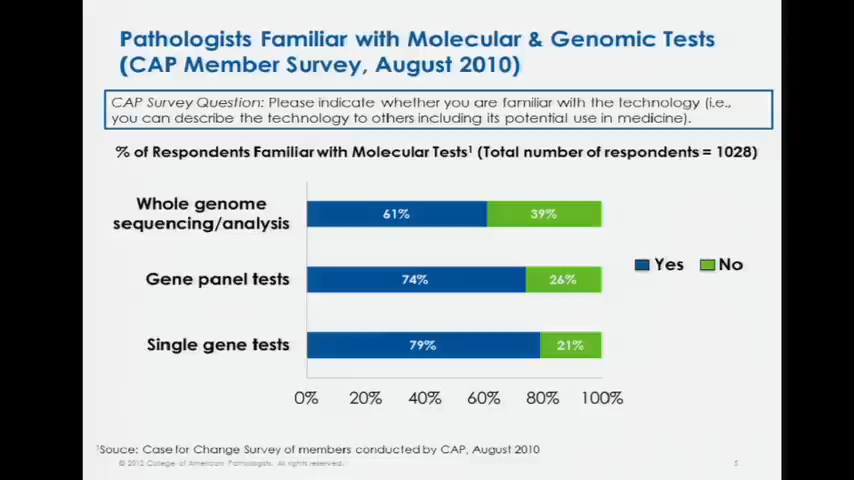 Pathologists Familiar with Molecular & Genomic Tests
(CAP Member Survey, August 2010)
CAP Survey Question: Please indicate whether you are familiar with the technology (i.e.,
you can describe the technology to others including its potential use in medicine).
% of Respondents Familiar with Molecular Tests¹ (Total number of respondents = 1028)
Whole genome
sequencing/analysis
61%
39%
Gene panel tests
74%
26%
Single gene tests
79%
21%
Yes
No
0%
20%
40%
60%
80%
100%
¹Souce: Case for Change Survey of members conducted by CAP, August 2010
© 2010 College of American Pathologists. All rights reserved.
5